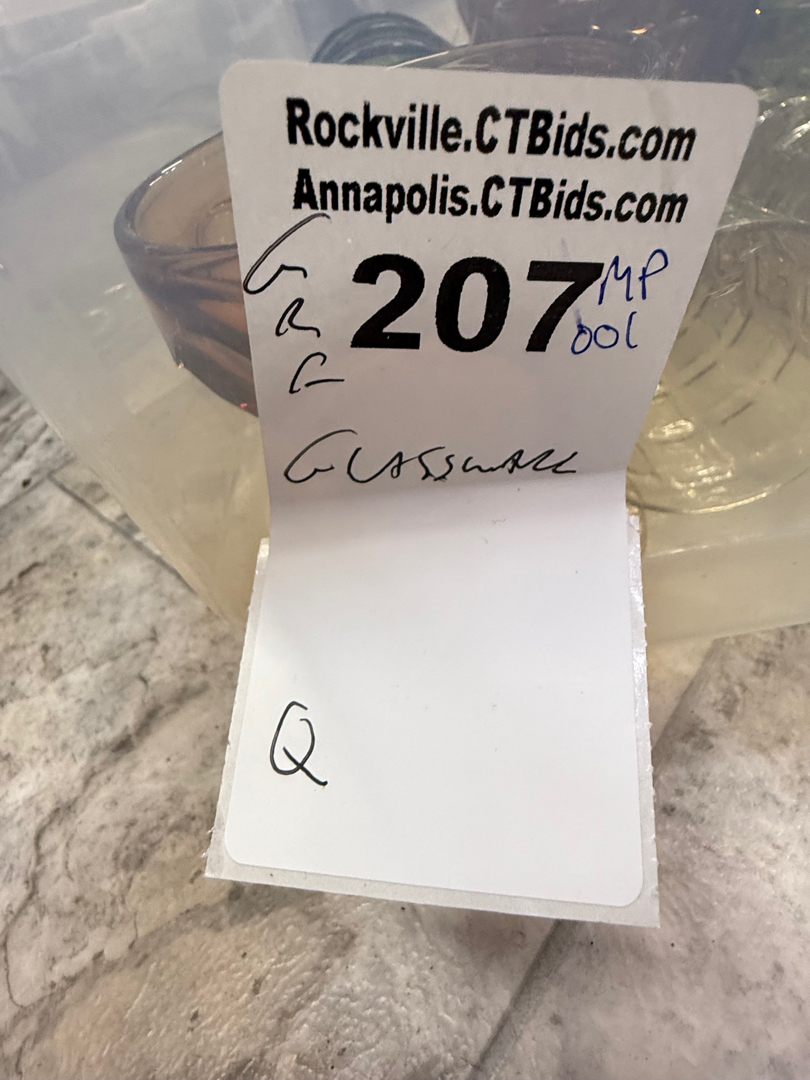 Rockville.CTBids.com
Annapolis.CTBids.com
207 MP
001
G
R
G
GLASSWARE
Q